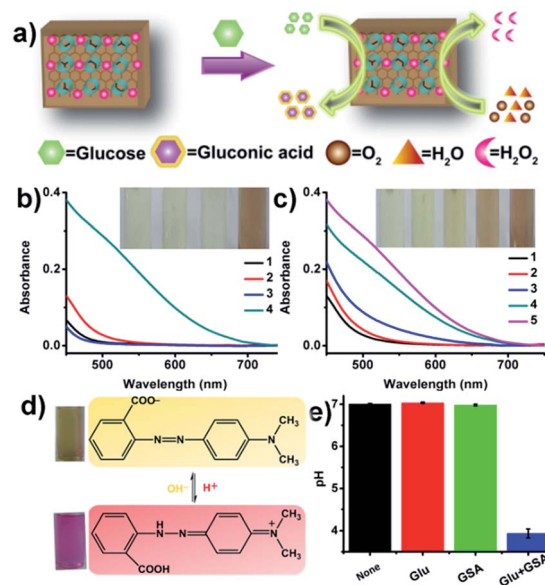 a)
=Glucose =Gluconic acid =O₂ =H₂O =H₂O₂
b)
0.4
0.2
0.0
Absorbance
500 600 700
Wavelength (nm)
1
2
3
4
c)
0.4
0.2
0.0
Absorbance
500 600 700
Wavelength (nm)
1
2
3
4
5
d)
COO⁻
N=N
N
CH₃
CH₃
OH⁻ H⁺
H
N—N
N
+
CH₃
CH₃
COOH
e)
7
6
5
4
pH
None Glu GSA Glu+GSA